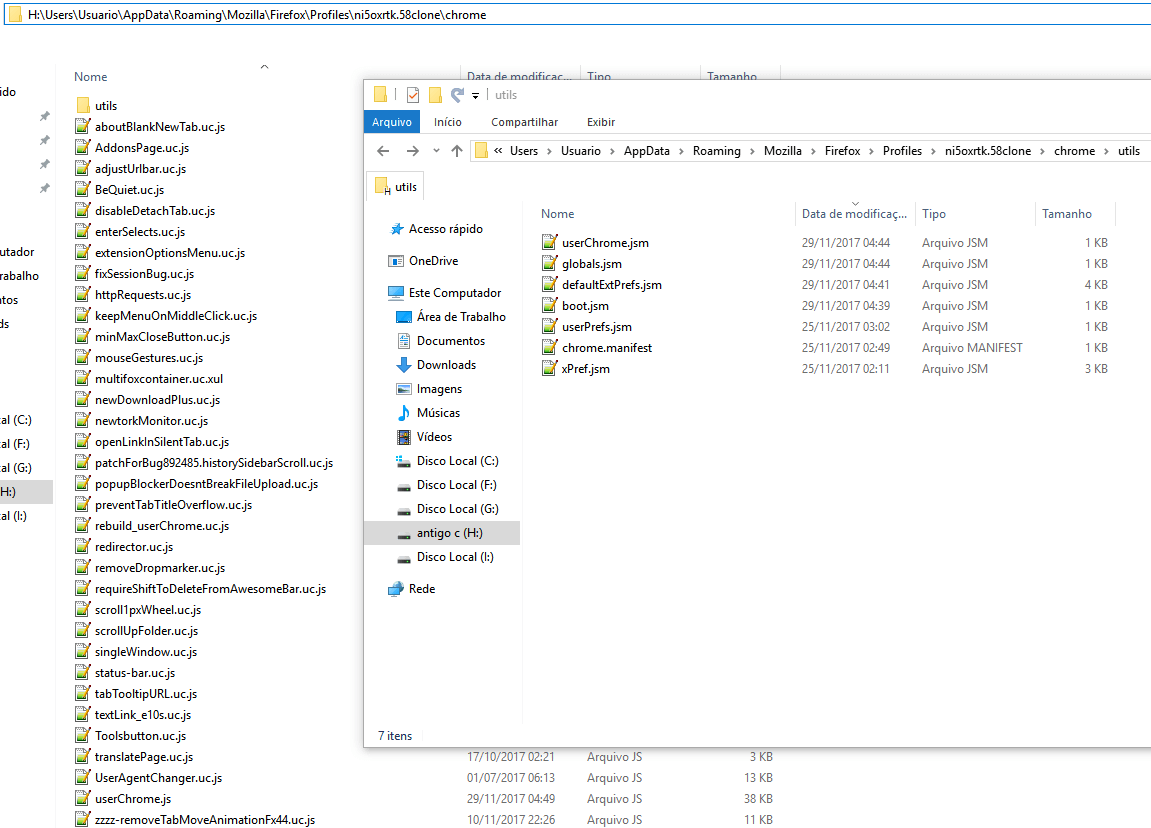 H:\Users\Usuario\AppData\Roaming\Mozilla\Firefox\Profiles\ni5oxrtk.58clone\chrome
Nome
Data de modificaç...
Tipo
Tamanho
ido
utador
rabalho
ntos
ds
al (C:)
al (F:)
al (G:)
H:)
al (I:)
utils
aboutBlankNewTab.uc.js
AddonsPage.uc.js
adjustUrlbar.uc.js
BeQuiet.uc.js
disableDetachTab.uc.js
enterSelects.uc.js
extensionOptionsMenu.uc.js
fixSessionBug.uc.js
httpRequests.uc.js
keepMenuOnMiddleClick.uc.js
minMaxCloseButton.uc.js
mouseGestures.uc.js
multifoxcontainer.uc.xul
newDownloadPlus.uc.js
newtorkMonitor.uc.js
openLinkInSilentTab.uc.js
patchForBug892485.historySidebarScroll.uc.js
popupBlockerDoesntBreakFileUpload.uc.js
preventTabTitleOverflow.uc.js
rebuild_userChrome.uc.js
redirector.uc.js
removeDropmarker.uc.js
requireShiftToDeleteFromAwesomeBar.uc.js
scroll1pxWheel.uc.js
scrollUpFolder.uc.js
singleWindow.uc.js
status-bar.uc.js
tabTooltipURL.uc.js
textLink_e10s.uc.js
Toolsbutton.uc.js
translatePage.uc.js 17/10/2017 02:21 Arquivo JS 3 KB
UserAgentChanger.uc.js 01/07/2017 06:13 Arquivo JS 13 KB
userChrome.js 29/11/2017 04:49 Arquivo JS 38 KB
zzzz-removeTabMoveAnimationFx44.uc.js 10/11/2017 22:26 Arquivo JS 11 KB
utils
Arquivo Início Compartilhar Exibir
« Users > Usuario > AppData > Roaming > Mozilla > Firefox > Profiles > ni5oxrtk.58clone > chrome > utils
H utils
Acesso rápido
OneDrive
Este Computador
Área de Trabalho
Documentos
Downloads
Imagens
Músicas
Vídeos
Disco Local (C:)
Disco Local (F:)
Disco Local (G:)
antigo c (H:)
Disco Local (I:)
Rede
Nome Data de modificaç... Tipo Tamanho
userChrome.jsm 29/11/2017 04:44 Arquivo JSM 1 KB
globals.jsm 29/11/2017 04:44 Arquivo JSM 1 KB
defaultExtPrefs.jsm 29/11/2017 04:41 Arquivo JSM 4 KB
boot.jsm 29/11/2017 04:39 Arquivo JSM 1 KB
userPrefs.jsm 25/11/2017 03:02 Arquivo JSM 1 KB
chrome.manifest 25/11/2017 02:49 Arquivo MANIFEST 1 KB
xPref.jsm 25/11/2017 02:11 Arquivo JSM 3 KB
7 itens